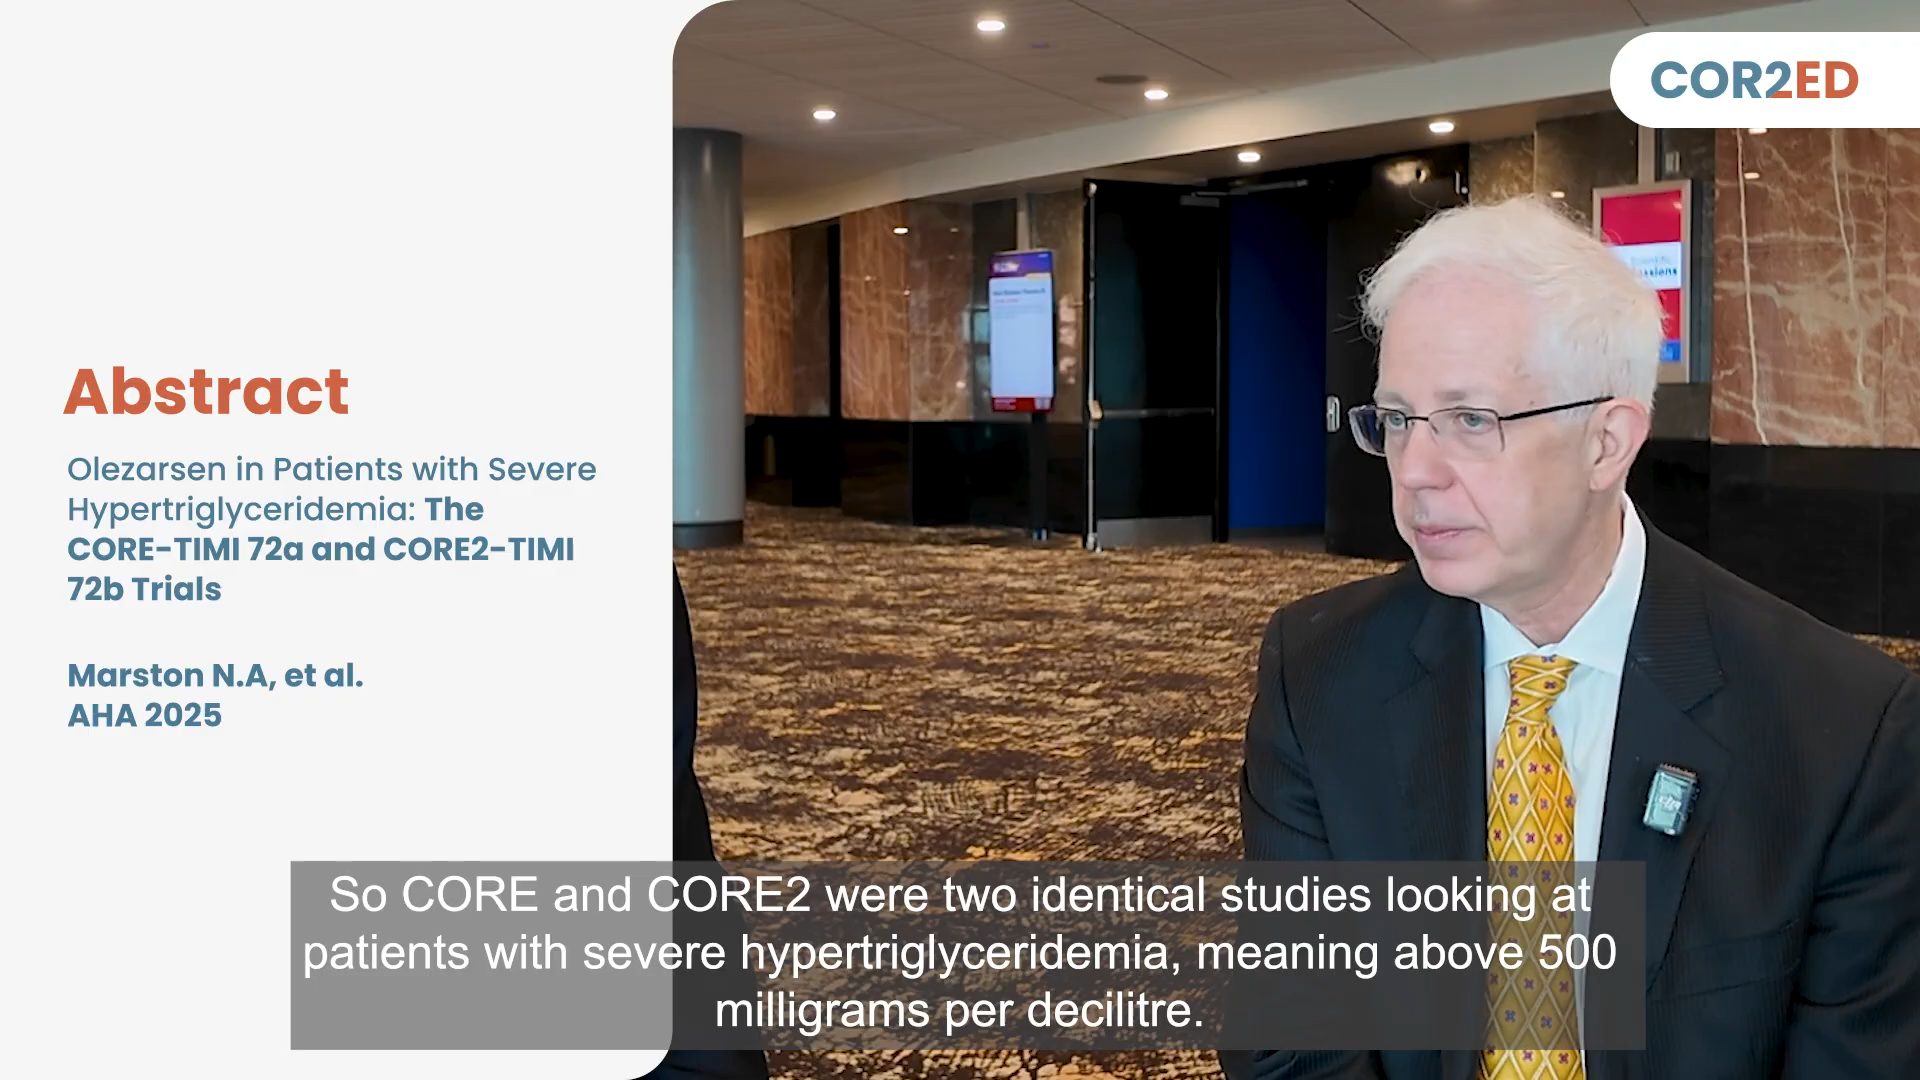 COR2ED
Abstract
Olezarsen in Patients with Severe
Hypertriglyceridemia: The
CORE-TIMI 72a and CORE2-TIMI
72b Trials
Marston N.A, et al.
AHA 2025
So CORE and CORE2 were two identical studies looking at
patients with severe hypertriglyceridemia, meaning above 500
milligrams per decilitre.